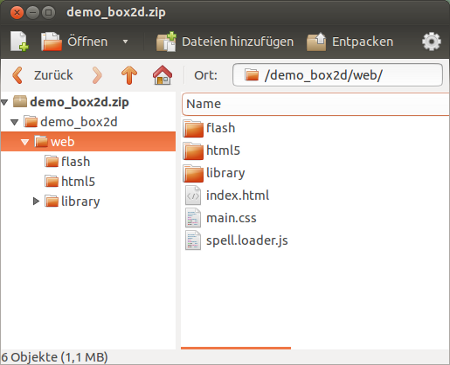 demo_box2d.zip
Öffnen Dateien hinzufügen Entpacken
Zurück Ort: /demo_box2d/web/
demo_box2d.zip
demo_box2d
web
flash
html5
library
Name
flash
html5
library
index.html
main.css
spell.loader.js
6 Objekte (1,1 MB)